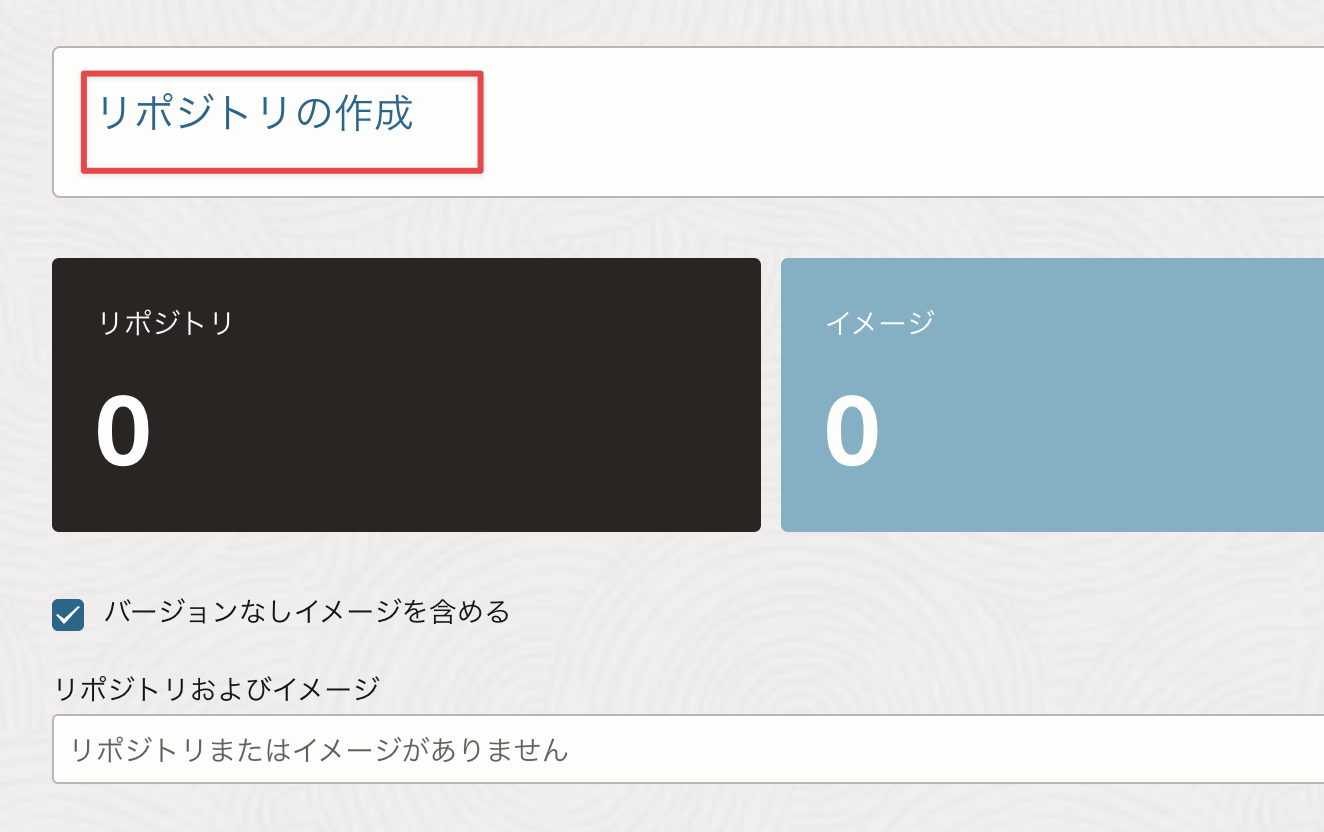 リポジトリの作成
リポジトリ
0
イメージ
0
バージョンなしイメージを含める
リポジトリおよびイメージ
リポジトリまたはイメージがありません